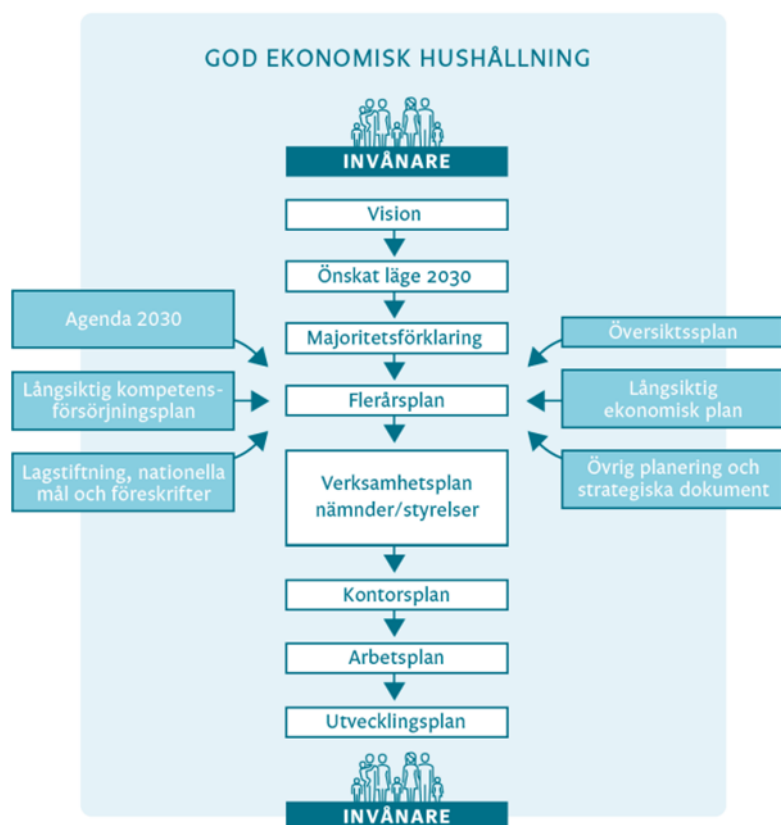 GOD EKONOMISK HUSHÅLLNING
INVÅNARE
Vision
Önskat läge 2030
Majoritetsförklaring
Flerårsplan
Agenda 2030
Långsiktig kompetens-
försörjningsplan
Lagstiftning, nationella
mål och föreskrifter
Översiktssplan
Långsiktig
ekonomisk plan
Övrig planering och
strategiska dokument
Verksamhetsplan
nämnder/styrelser
Kontorsplan
Arbetsplan
Utvecklingsplan
INVÅNARE